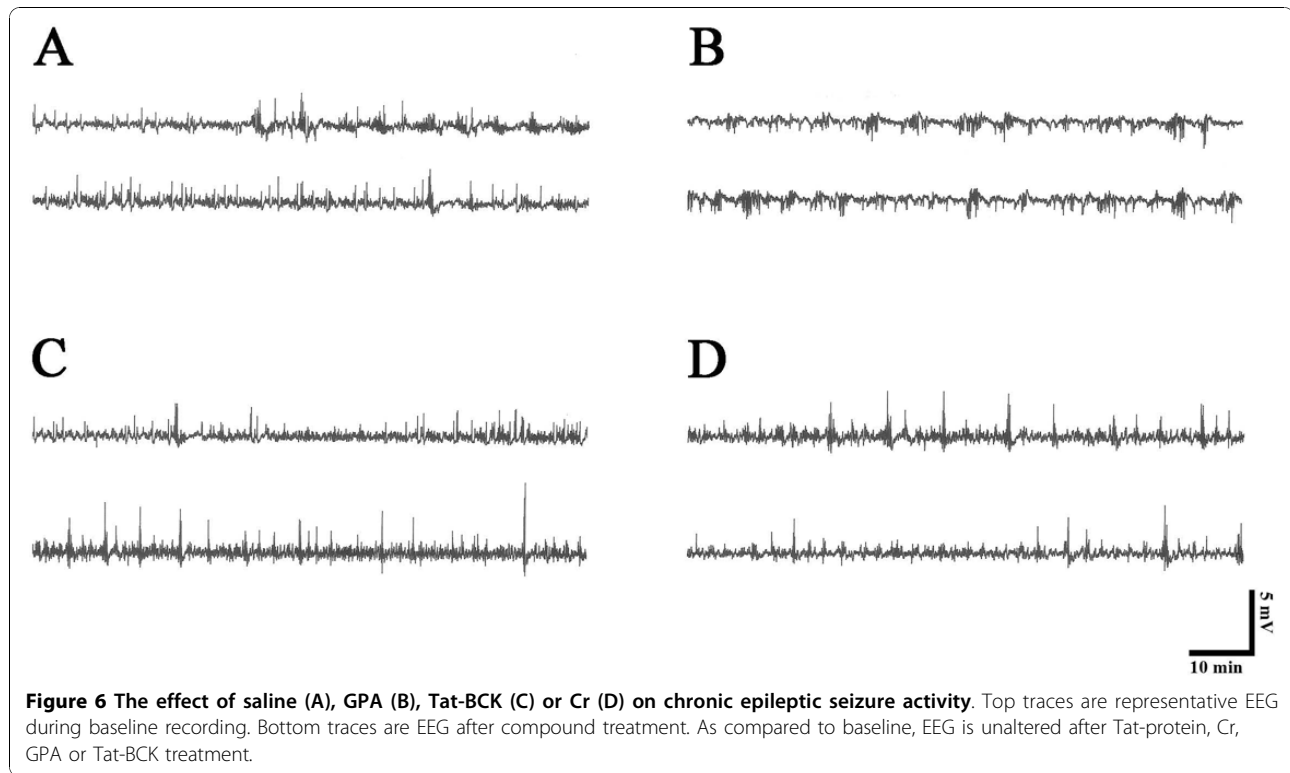 A
B
C
D
5 mV
10 min
Figure 6 The effect of saline (A), GPA (B), Tat-BCK (C) or Cr (D) on chronic epileptic seizure activity. Top traces are representative EEG
during baseline recording. Bottom traces are EEG after compound treatment. As compared to baseline, EEG is unaltered after Tat-protein, Cr,
GPA or Tat-BCK treatment.